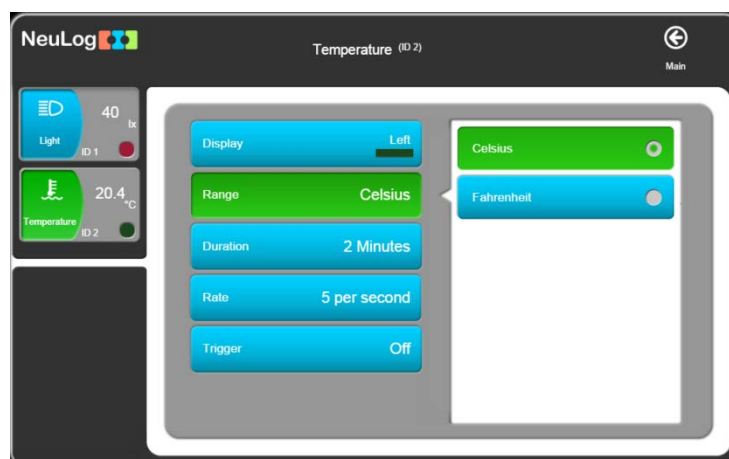 NeuLog
Temperature (ID 2)
Main
40 lx
Light
ID 1
20.4 °C
Temperature
ID 2
Display Left
Range Celsius
Duration 2 Minutes
Rate 5 per second
Trigger Off
Celsius
Fahrenheit